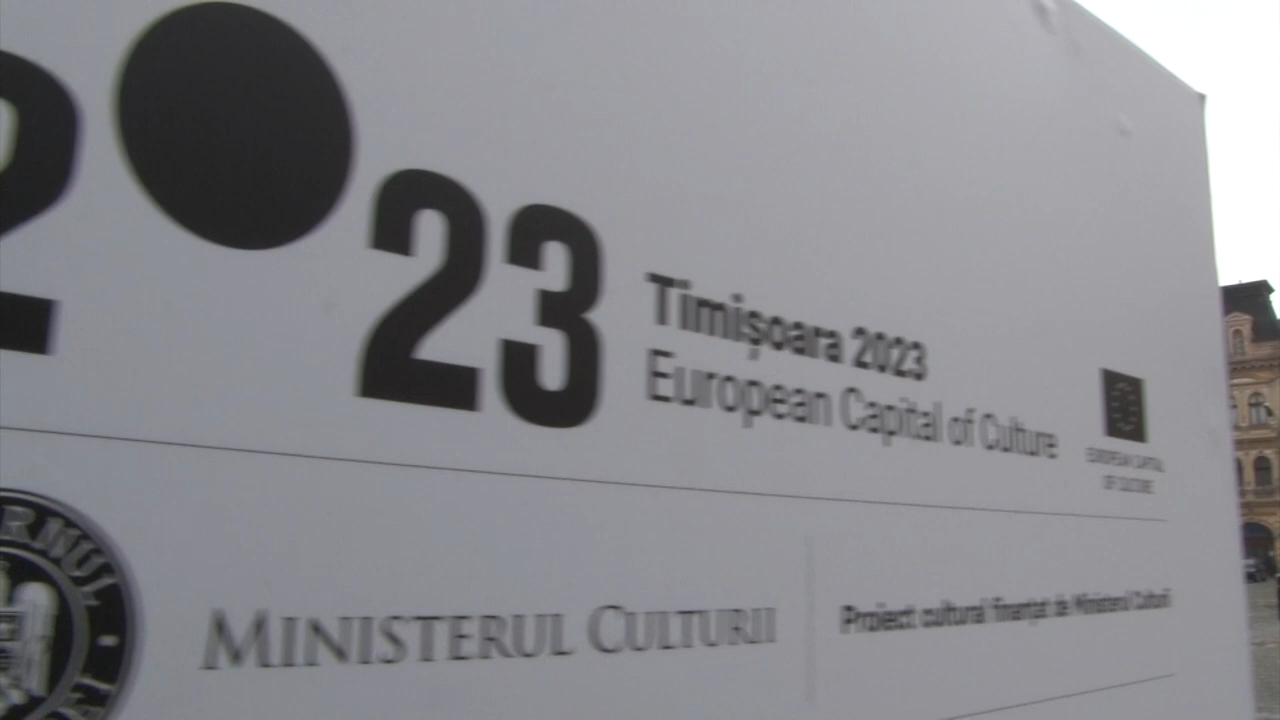 2●23
Timișoara 2023
European Capital of Culture
EUROPEAN CAPITAL
OF CULTURE
MINISTERUL CULTURII
Proiect cultural finanțat de Ministerul Culturii